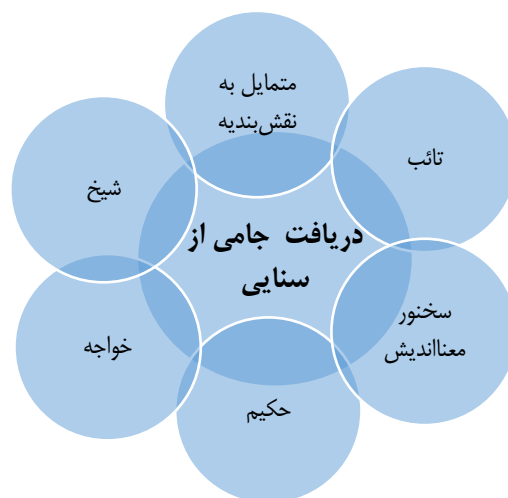 متمایل به
نقش‌بندیه
تائب
شیخ
دریافت جامی از
سنایی
سخنور
معنااندیش
خواجه
حکیم